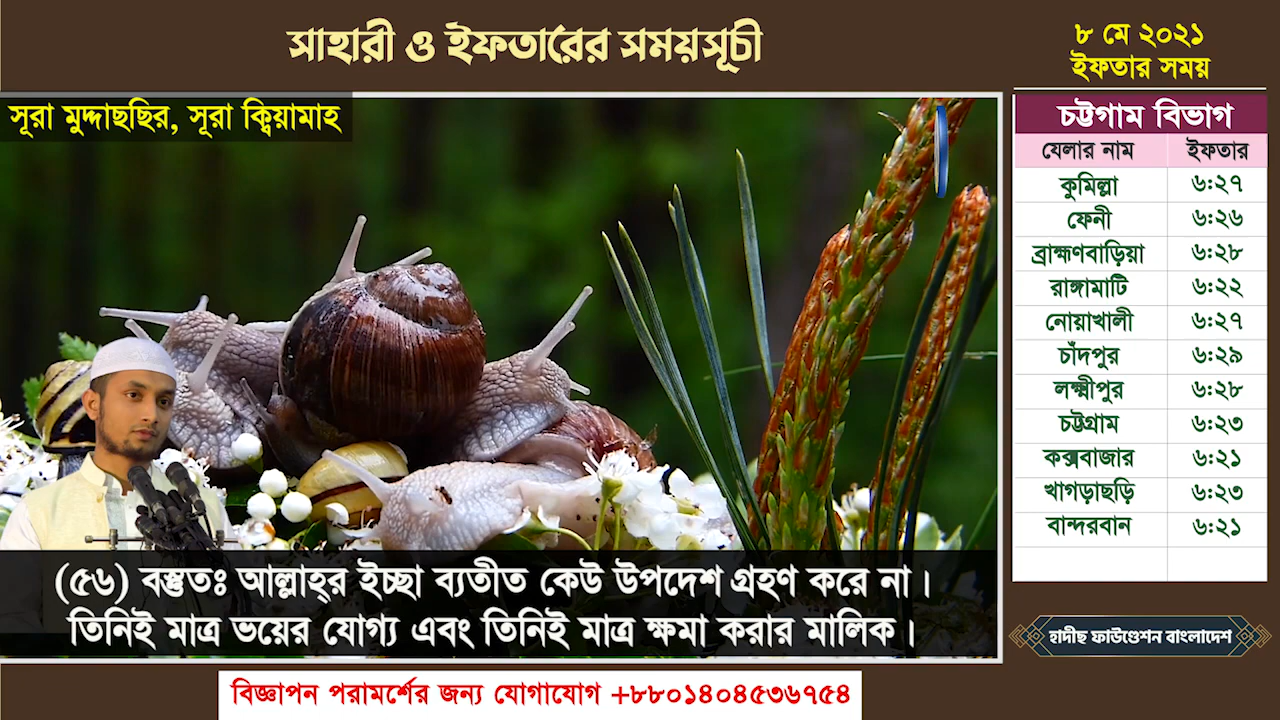 সাহারী ও ইফতারের সময়সূচী
৮ মে ২০২১
ইফতার সময়
সূরা মুদ্দাছছির, সূরা ক্বিয়ামাহ
চট্টগাম বিভাগ
যেলার নাম ইফতার
কুমিল্লা ৬:২৭
ফেনী ৬:২৬
ব্রাহ্মণবাড়িয়া ৬:২৮
রাঙ্গামাটি ৬:২২
নোয়াখালী ৬:২৭
চাঁদপুর ৬:২৯
লক্ষ্মীপুর ৬:২৮
চট্টগ্রাম ৬:২৩
কক্সবাজার ৬:২১
খাগড়াছড়ি ৬:২৩
বান্দরবান ৬:২১
(৫৬) বস্তুতঃ আল্লাহ্‌র ইচ্ছা ব্যতীত কেউ উপদেশ গ্রহণ করে না।
তিনিই মাত্র ভয়ের যোগ্য এবং তিনিই মাত্র ক্ষমা করার মালিক।
হাদীছ ফাউণ্ডেশন বাংলাদেশ
বিজ্ঞাপন পরামর্শের জন্য যোগাযোগ +৮৮০১৪০৪৫৩৬৭৫৪